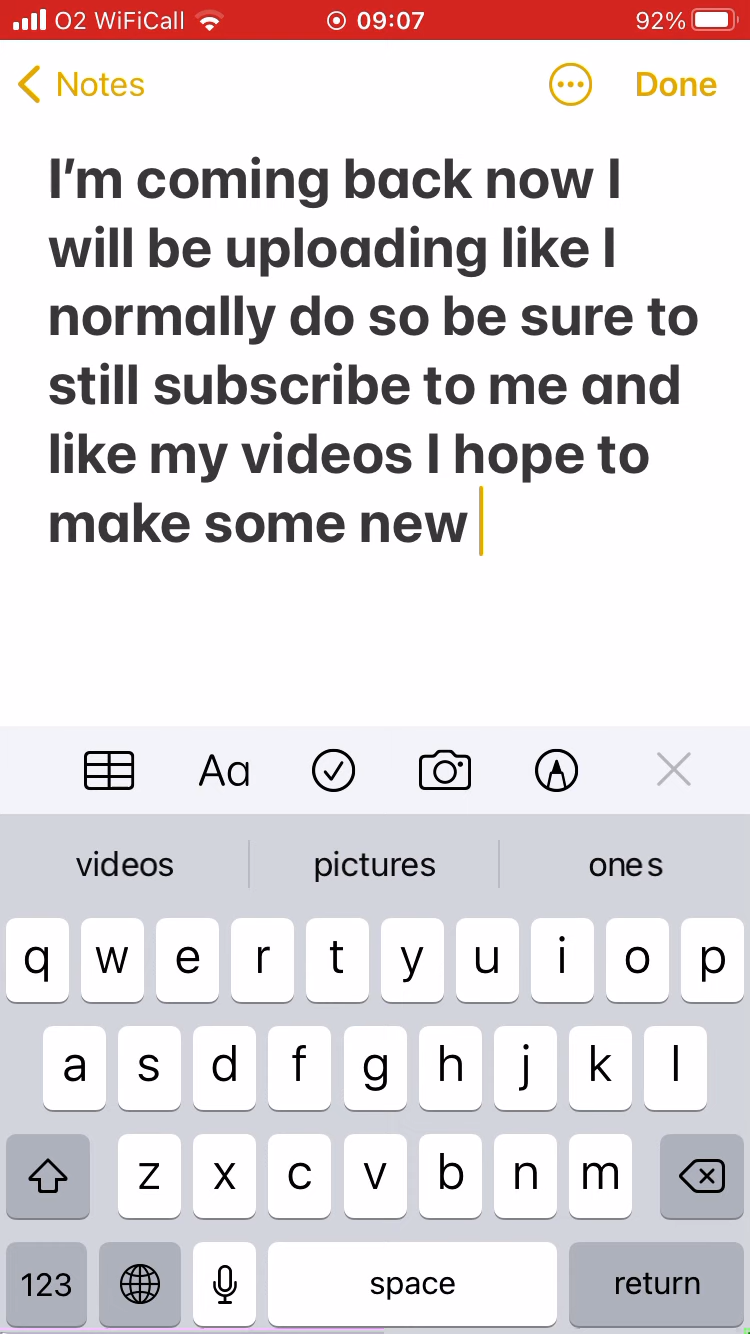 O2 WiFiCall 09:07 92%
Notes Done
I'm coming back now I
will be uploading like I
normally do so be sure to
still subscribe to me and
like my videos I hope to
make some new
Aa
videos pictures ones
q w e r t y u i o p
a s d f g h j k l
z x c v b n m
123 space return